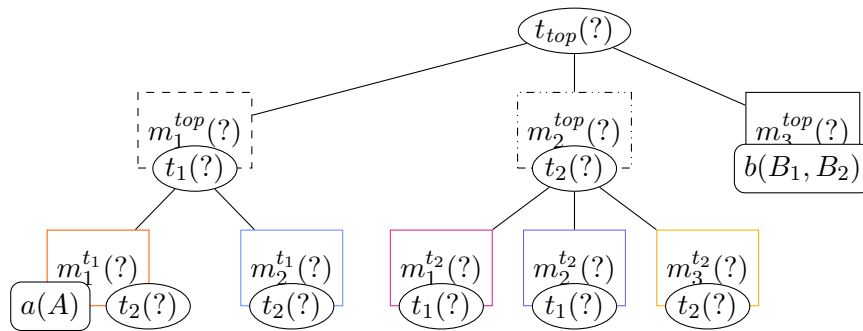 t_{top}(?)
m_1^{top}(?) m_2^{top}(?) m_3^{top}(?)
t_1(?) t_2(?) b(B_1, B_2)
m_1^{t_1}(?) m_2^{t_1}(?) m_1^{t_2}(?) m_2^{t_2}(?) m_3^{t_2}(?)
a(A) t_2(?) t_2(?) t_1(?) t_1(?) t_2(?)